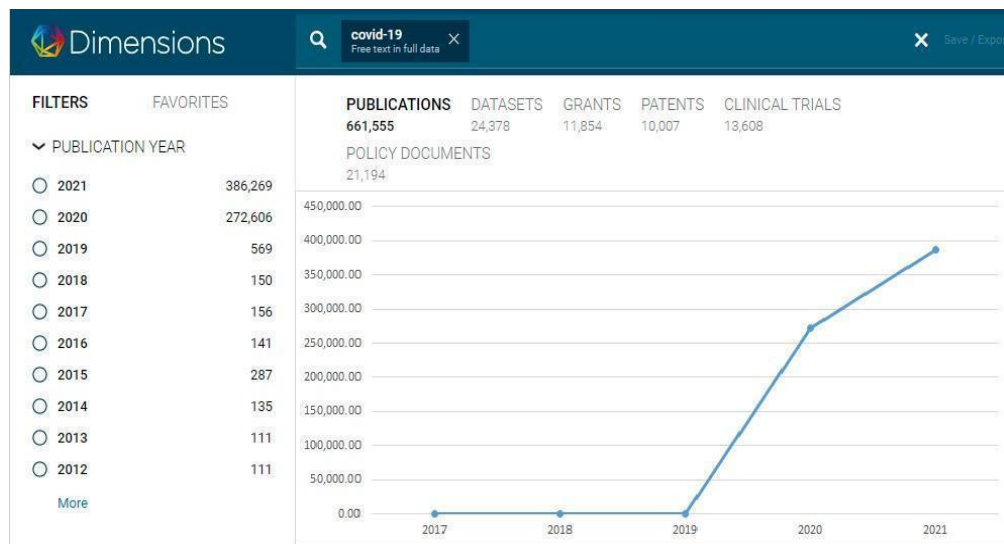 Dimensions
covid-19
Free text in full data
Save / Expor
FILTERS FAVORITES
PUBLICATION YEAR
2021 386,269
2020 272,606
2019 569
2018 150
2017 156
2016 141
2015 287
2014 135
2013 111
2012 111
More
PUBLICATIONS DATASETS GRANTS PATENTS CLINICAL TRIALS
661,555 24,378 11,854 10,007 13,608
POLICY DOCUMENTS
21,194
450,000.00
400,000.00
350,000.00
300,000.00
250,000.00
200,000.00
150,000.00
100,000.00
50,000.00
0.00
2017 2018 2019 2020 2021